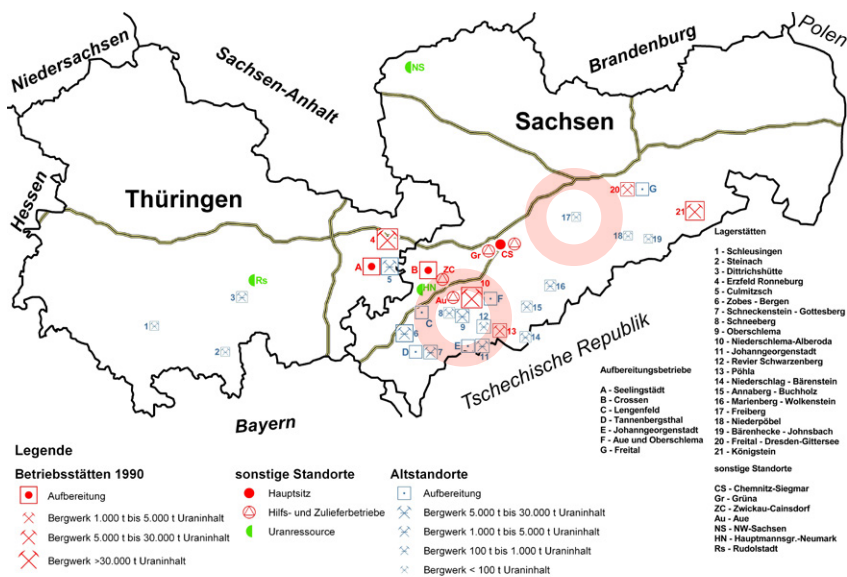 Niedersachsen
Sachsen-Anhalt
Brandenburg
Polen
Hessen
Thüringen
Sachsen
Bayern
Tschechische Republik
NS
20
G
17
21
18
19
4
Gr
CS
A
5
B
ZC
HN
Rs
10
Au
F
3
16
15
1
C
8
9
12
13
14
6
2
D
7
E
11
Lagerstätten
1 - Schleusingen
2 - Steinach
3 - Dittrichshütte
4 - Erzfeld Ronneburg
5 - Culmitzsch
6 - Zobes - Bergen
7 - Schneckenstein - Gottesberg
8 - Schneeberg
9 - Oberschlema
10 - Niederschlema-Alberoda
11 - Johanngeorgenstadt
12 - Revier Schwarzenberg
13 - Pöhla
14 - Niederschlag - Bärenstein
15 - Annaberg - Buchholz
16 - Marienberg - Wolkenstein
17 - Freiberg
18 - Niederpöbel
19 - Bärenhecke - Johnsbach
20 - Freital - Dresden-Gittersee
21 - Königstein
sonstige Standorte
CS - Chemnitz-Siegmar
Gr - Grüna
ZC - Zwickau-Cainsdorf
Au - Aue
NS - NW-Sachsen
HN - Hauptmannsgr.-Neumark
Rs - Rudolstadt
Aufbereitungsbetriebe
A - Seelingstädt
B - Crossen
C - Lengenfeld
D - Tannenbergsthal
E - Johanngeorgenstadt
F - Aue und Oberschlema
G - Freital
Legende
Betriebsstätten 1990
Aufbereitung
Bergwerk 1.000 t bis 5.000 t Uraninhalt
Bergwerk 5.000 t bis 30.000 t Uraninhalt
Bergwerk >30.000 t Uraninhalt
sonstige Standorte
Hauptsitz
Hilfs- und Zulieferbetriebe
Uranressource
Altstandorte
Aufbereitung
Bergwerk 5.000 t bis 30.000 t Uraninhalt
Bergwerk 1.000 t bis 5.000 t Uraninhalt
Bergwerk 100 t bis 1.000 t Uraninhalt
Bergwerk < 100 t Uraninhalt